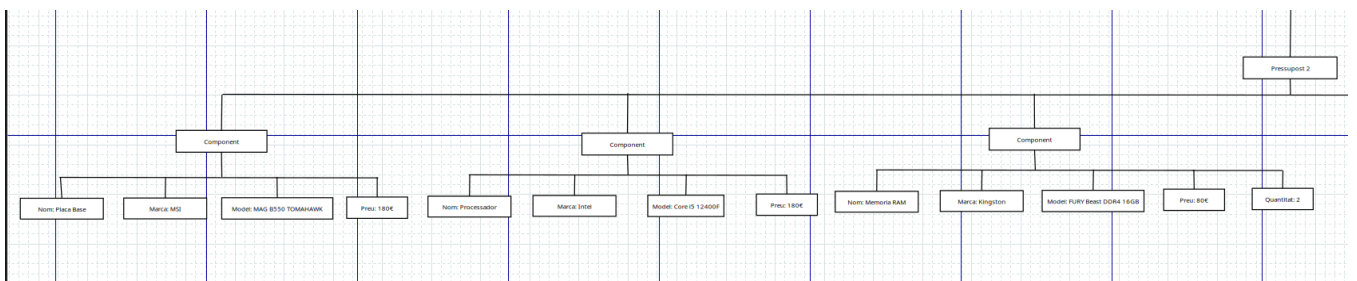 Pressupost 2
Component
Component
Component
Nom: Placa Base
Marca: MSI
Model: MAG B550 TOMAHAWK
Preu: 180€
Nom: Processador
Marca: Intel
Model: Core i5 12400F
Preu: 180€
Nom: Memoria RAM
Marca: Kingston
Model: FURY Beast DDR4 16GB
Preu: 80€
Quantitat: 2